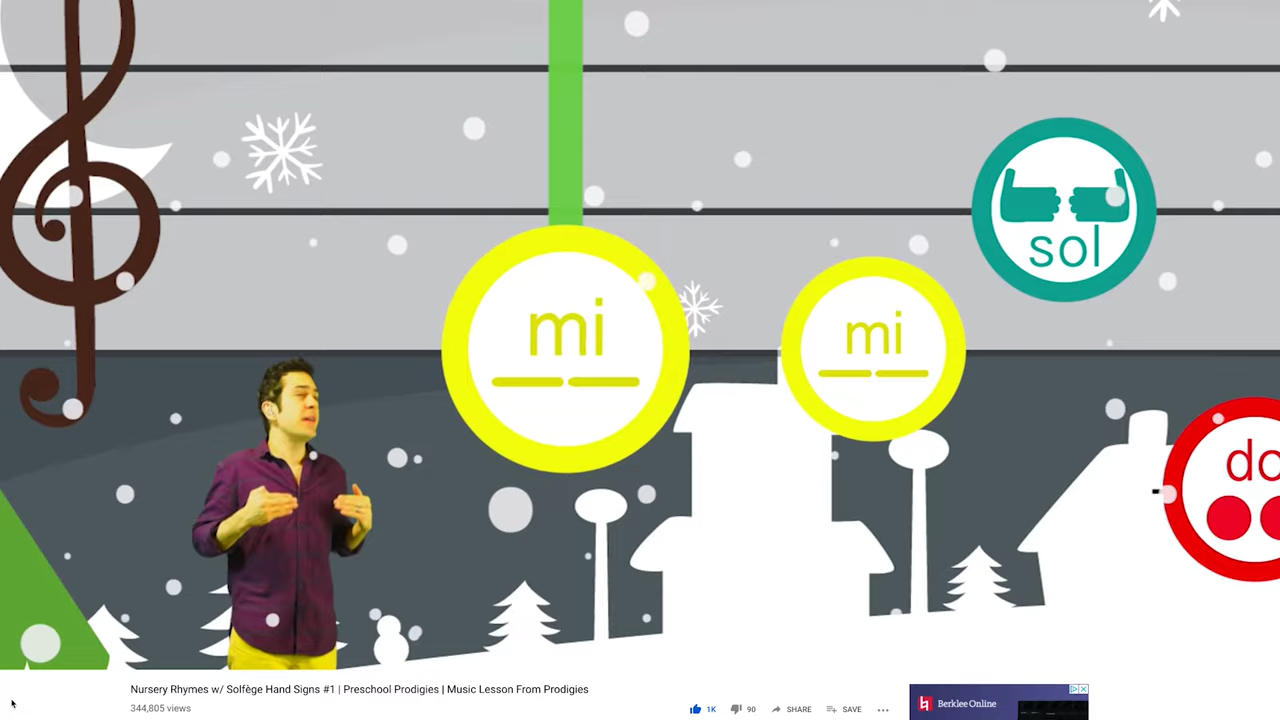 mi
mi
sol
do
Nursery Rhymes w/ Solfège Hand Signs #1 | Preschool Prodigies | Music Lesson From Prodigies
344,805 views
1K
90
SHARE
SAVE
Berklee Online